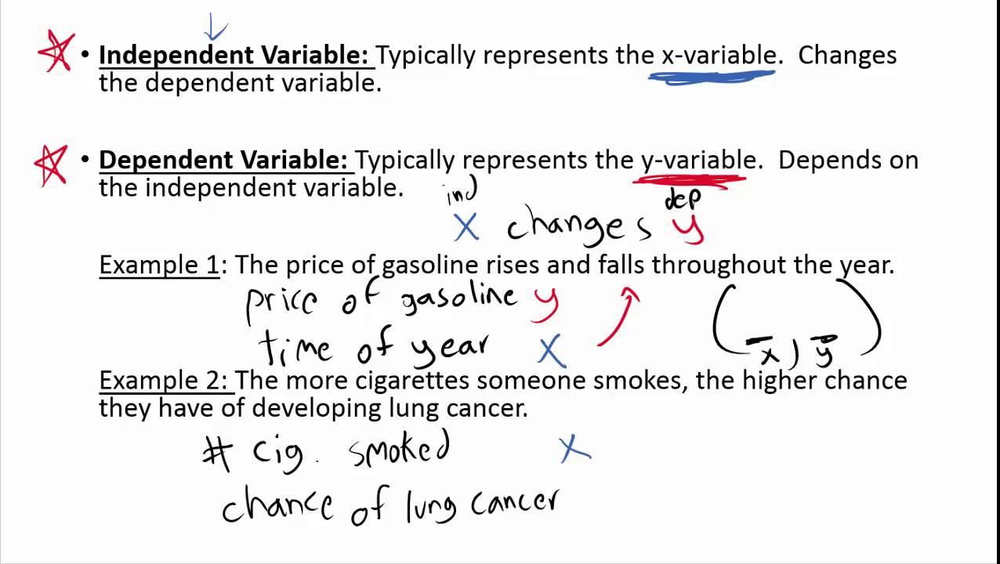 • Independent Variable: Typically represents the x-variable. Changes
the dependent variable.
• Dependent Variable: Typically represents the y-variable. Depends on
the independent variable.
ind dep
x changes y
Example 1: The price of gasoline rises and falls throughout the year.
price of gasoline y
time of year x
( x , y )
Example 2: The more cigarettes someone smokes, the higher chance
they have of developing lung cancer.
# cig. smoked x
chance of lung cancer